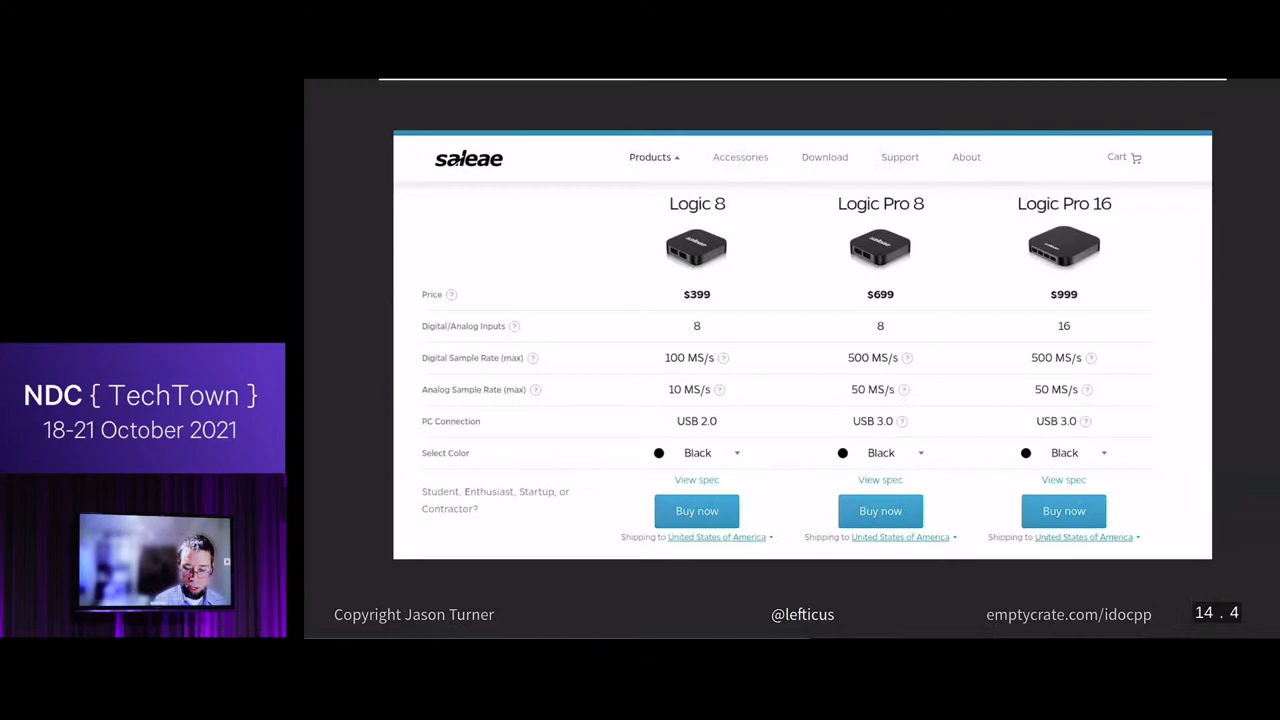 saleae
Products Accessories Download Support About Cart
Logic 8 Logic Pro 8 Logic Pro 16
Price ? $399 $699 $999
Digital/Analog Inputs ? 8 8 16
Digital Sample Rate (max) ? 100 MS/s ? 500 MS/s ? 500 MS/s ?
Analog Sample Rate (max) ? 10 MS/s ? 50 MS/s ? 50 MS/s ?
PC Connection USB 2.0 USB 3.0 ? USB 3.0 ?
Select Color Black Black Black
View spec View spec View spec
Student, Enthusiast, Startup, or
Contractor?
Buy now Buy now Buy now
Shipping to United States of America Shipping to United States of America Shipping to United States of America
NDC { TechTown }
18-21 October 2021
Copyright Jason Turner @lefticus emptycrate.com/idocpp 14 . 4